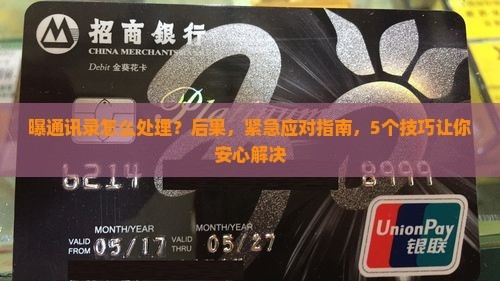 招商银行
CHINA MERCHANTS BANK
Debit 金葵花卡
曝通讯录怎么处理？后果，紧急应对指南，5个技巧让你
安心解决
6214
8999
MONTH/YEAR MONTH/YEAR
VALID FROM 05/17 VALID THRU 05/27
UnionPay
银联